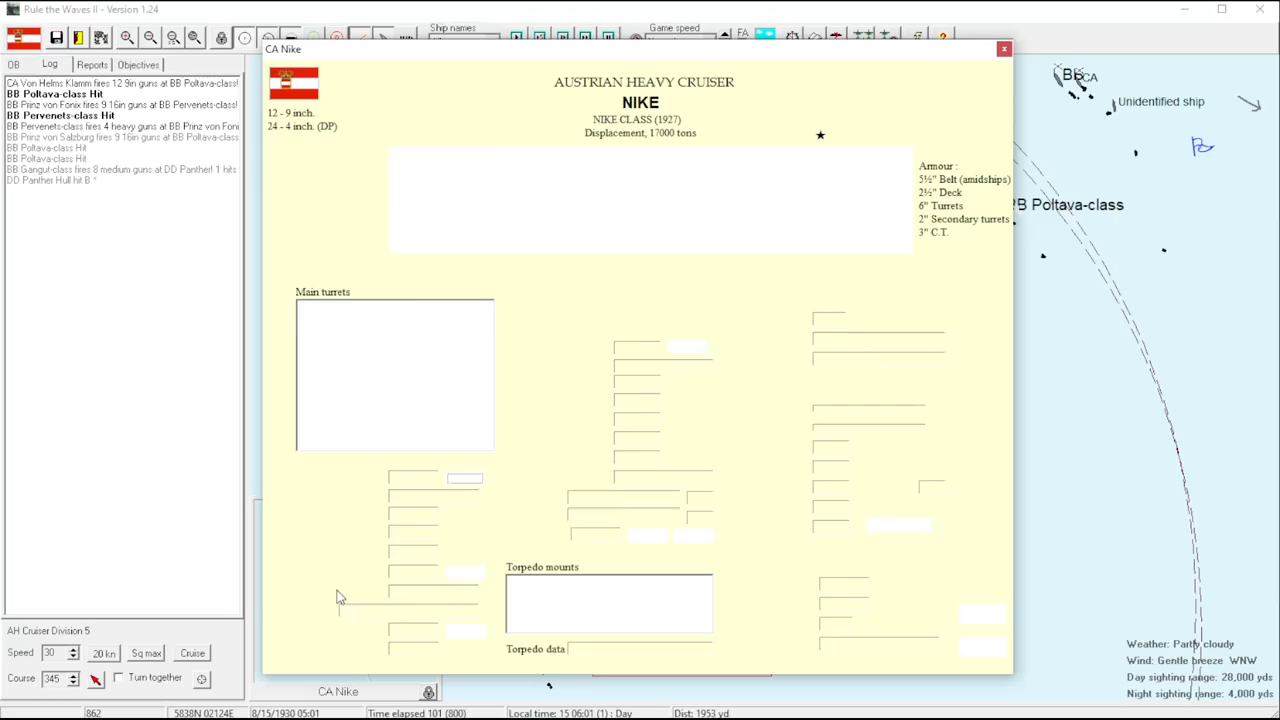 Rule the Waves II - Version 1.24
Ship names
Game speed
FA
OB Log Reports Objectives
CA Von Helms Klamm fires 12 9in guns at BB Poltava-class!
BB Poltava-class Hit
BB Prinz von Fonix fires 9 16in guns at BB Pervenets-class!
BB Pervenets-class Hit
BB Pervenets-class fires 4 heavy guns at BB Prinz von Foni
BB Prinz von Salzburg fires 9 16in guns at BB Poltava-class
BB Poltava-class Hit
BB Poltava-class Hit
BB Gangut-class fires 8 medium guns at DD Panther! 1 hits
DD Panther Hull hit B *
CA Nike
AUSTRIAN HEAVY CRUISER
NIKE
NIKE CLASS (1927)
Displacement, 17000 tons
12 - 9 inch.
24 - 4 inch. (DP)
Armour :
5½" Belt (amidships)
2½" Deck
6" Turrets
2" Secondary turrets
3" C.T.
Main turrets
Torpedo mounts
Torpedo data
BB
CA
Unidentified ship
BB Poltava-class
AH Cruiser Division 5
Speed 30 20 kn Sq max Cruise
Course 345 Turn together
CA Nike
Weather: Partly cloudy
Wind: Gentle breeze WNW
Day sighting range: 28,000 yds
Night sighting range: 4,000 yds
862 5838N 02124E 8/15/1930 05:01 Time elapsed 101 (800) Local time: 15 06:01 (1) : Day Dist: 1953 yd